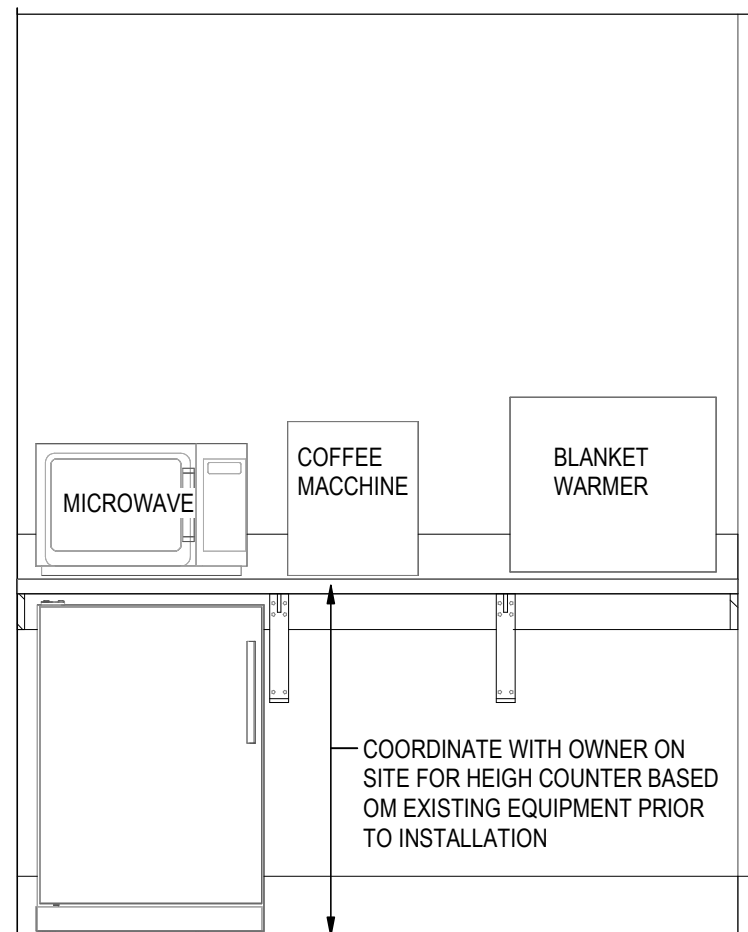 MICROWAVE
COFFEE
MACCHINE
BLANKET
WARMER
COORDINATE WITH OWNER ON
SITE FOR HEIGH COUNTER BASED
OM EXISTING EQUIPMENT PRIOR
TO INSTALLATION